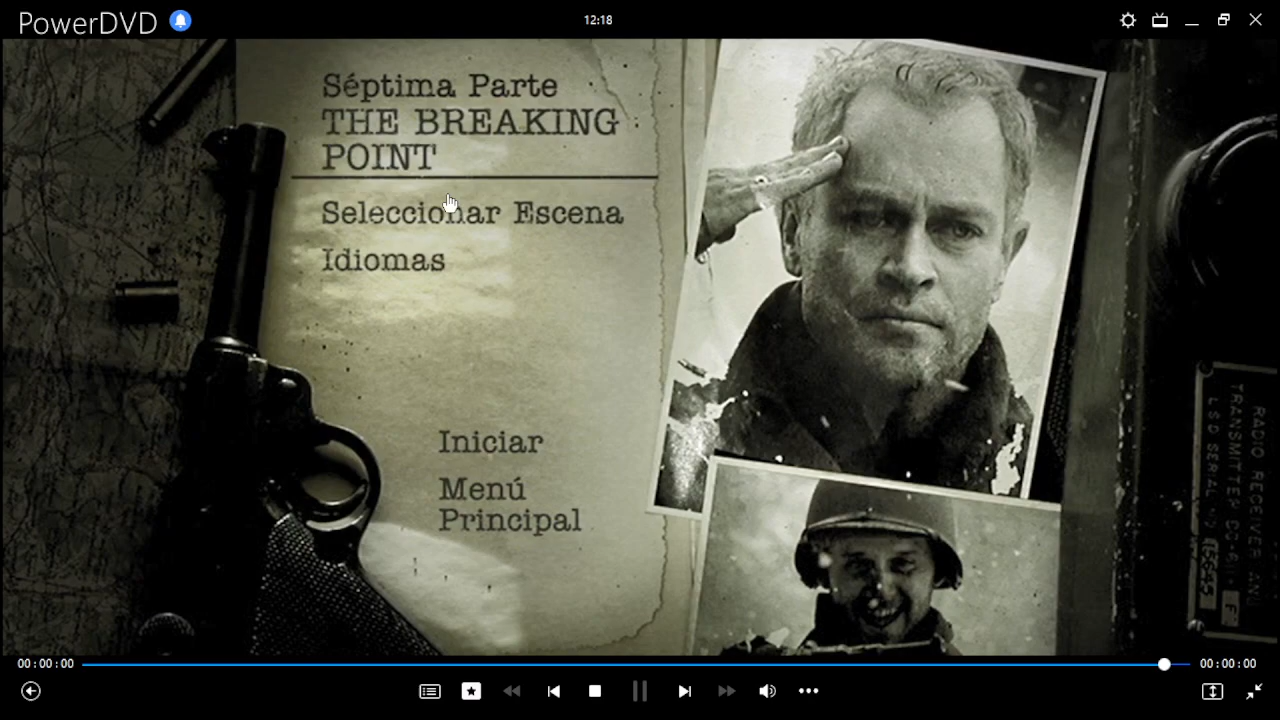 PowerDVD
12:18
Séptima Parte
THE BREAKING
POINT
Seleccionar Escena
Idiomas
Iniciar
Menú
Principal
RADIO RECEIVER AND
TRANSMITTER
SERIAL
00:00:00
00:00:00